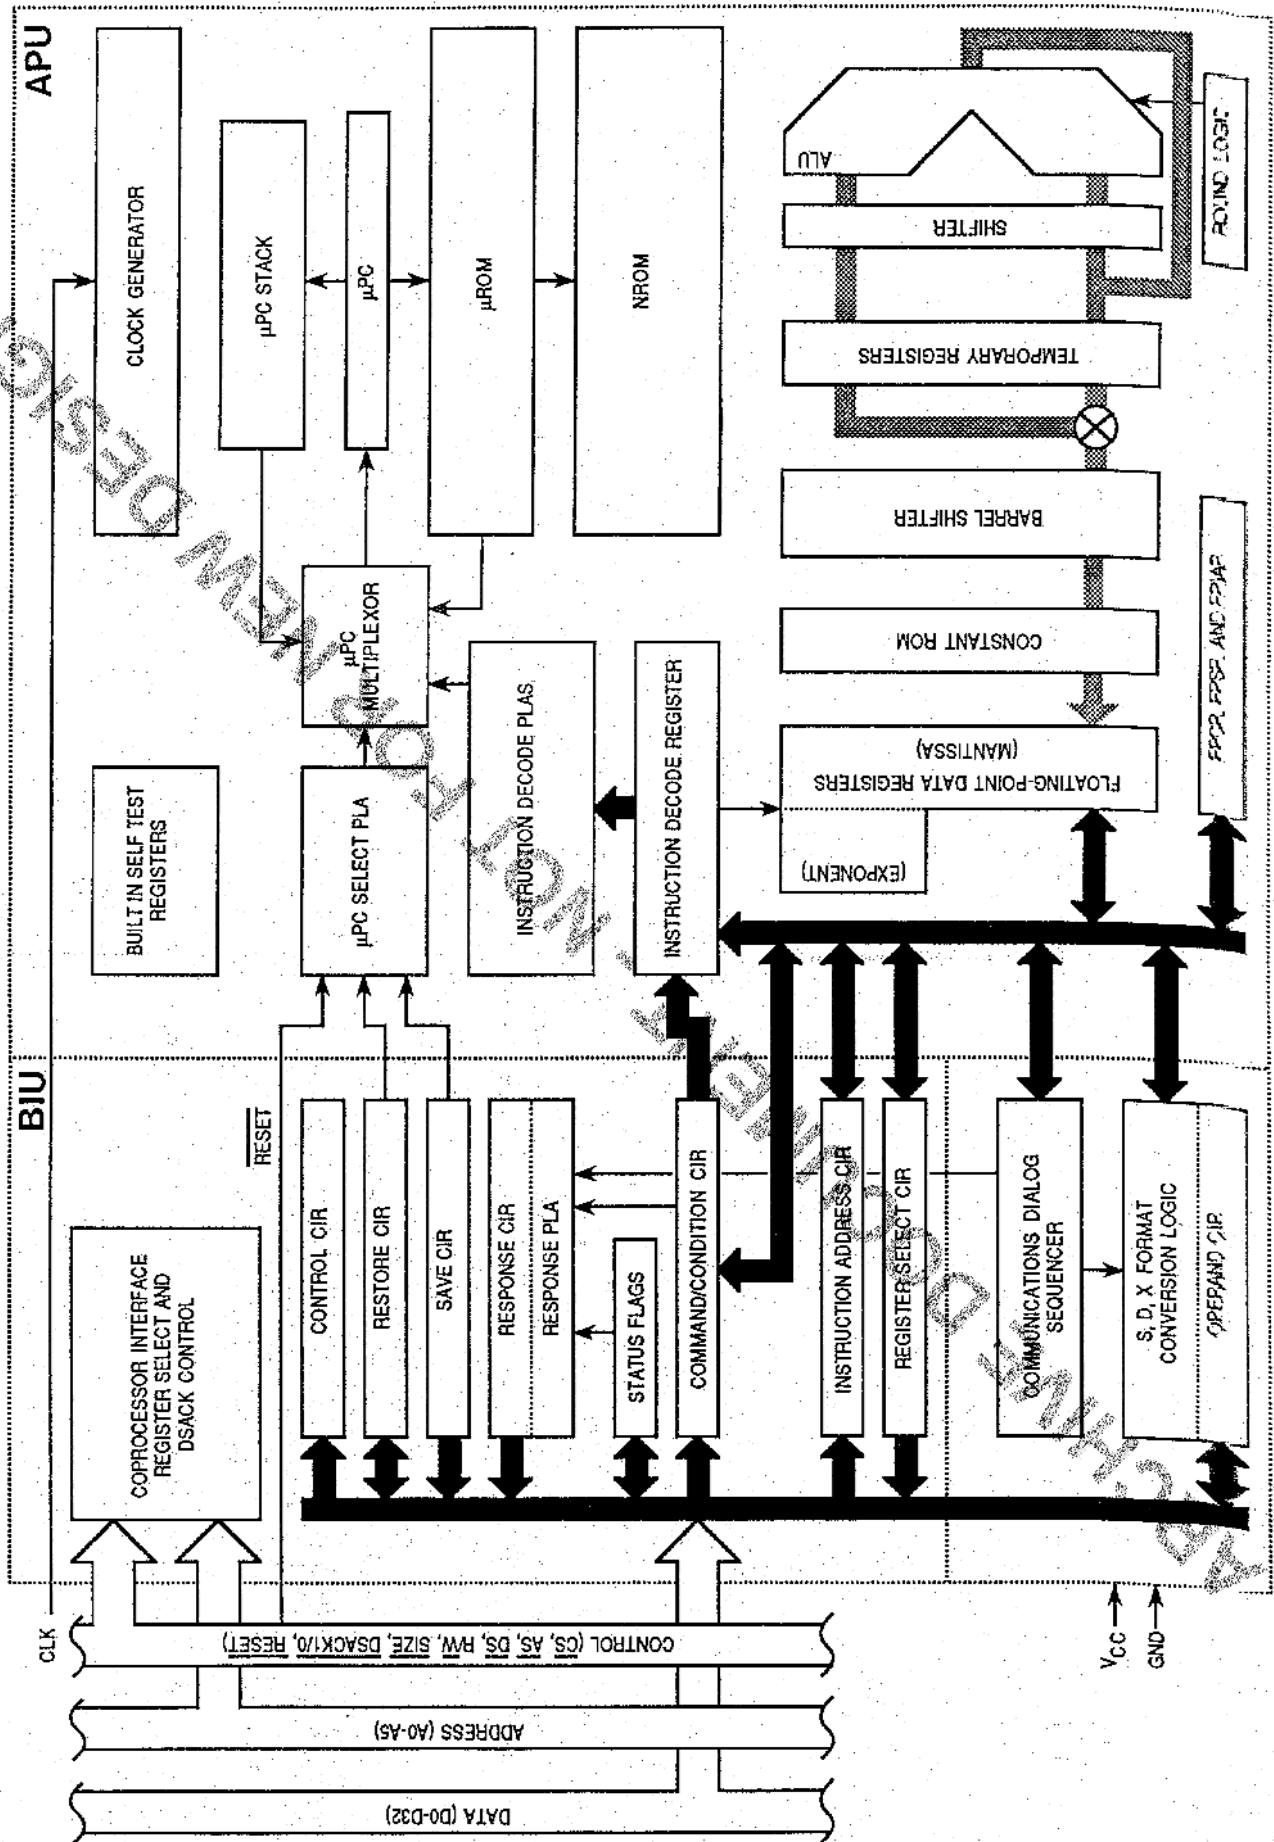 APU
BIU
CLK
CLOCK GENERATOR
µPC STACK
µPC
µROM
NROM
BUILT IN SELF TEST
REGISTERS
µPC SELECT PLA
µPC
MULTIPLEXOR
INSTRUCTION DECODE PLAS
INSTRUCTION DECODE REGISTER
ALU
SHIFTER
TEMPORARY REGISTERS
BARREL SHIFTER
CONSTANT ROM
FLOATING-POINT DATA REGISTERS
(MANTISSA)
(EXPONENT)
ROUND LOGIC
FPCR, FPSR, AND FPIAR
COPROCESSOR INTERFACE
REGISTER SELECT AND
DSACK CONTROL
RESET
CONTROL CIR
RESTORE CIR
SAVE CIR
RESPONSE CIR
RESPONSE PLA
STATUS FLAGS
COMMAND/CONDITION CIR
INSTRUCTION ADDRESS CIR
REGISTER SELECT CIR
COMMUNICATIONS DIALOG
SEQUENCER
S, D, X FORMAT
CONVERSION LOGIC
OPERAND CIR
CONTROL (CS, AS, DS, R/W, SIZE, DSACK1/0, RESET)
ADDRESS (A0-A5)
DATA (D0-D32)
VCC
GND
NOT FOR NEW DESIG